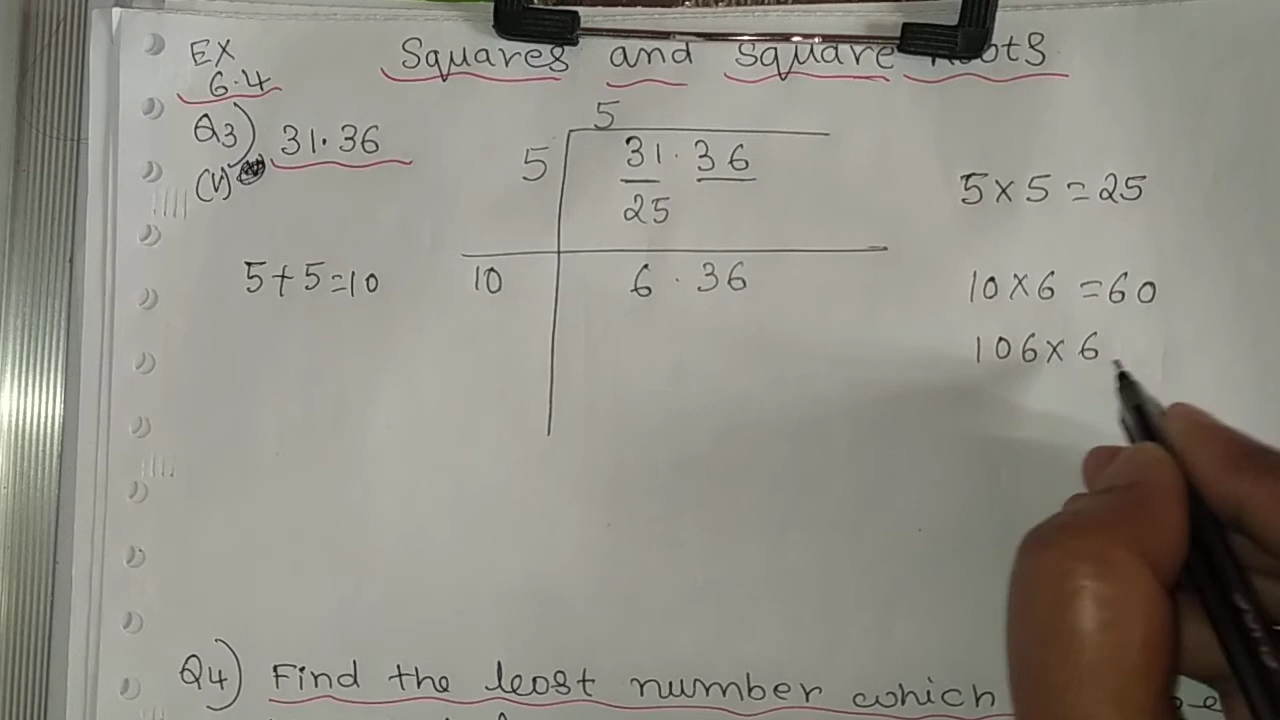 EX Squares and Square Roots
6.4
Q3) 31.36
(V)
5
5 31.36
25
5+5=10 10 6.36
5×5=25
10×6=60
106×6
Q4) Find the least number which